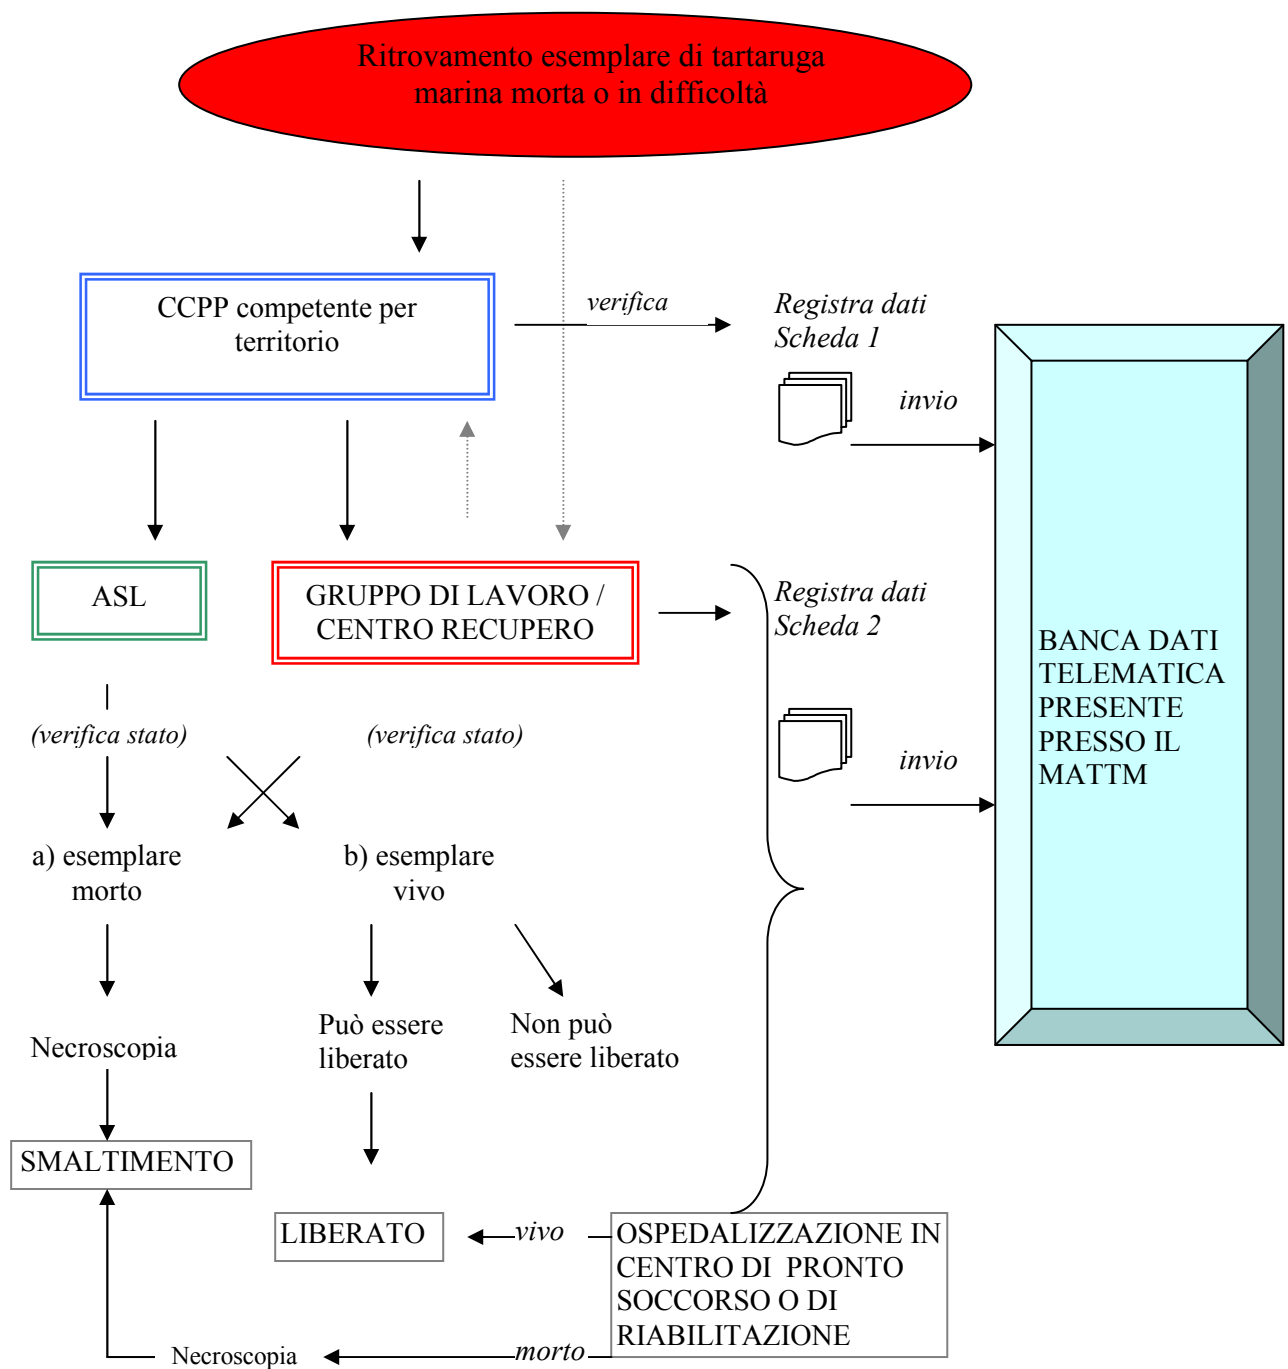 Ritrovamento esemplare di tartaruga
marina morta o in difficoltà
CCPP competente per
territorio
verifica
Registra dati
Scheda 1
invio
ASL
GRUPPO DI LAVORO /
CENTRO RECUPERO
Registra dati
Scheda 2
invio
BANCA DATI
TELEMATICA
PRESENTE
PRESSO IL
MATTM
(verifica stato)
(verifica stato)
a) esemplare
morto
b) esemplare
vivo
Necroscopia
Può essere
liberato
Non può
essere liberato
SMALTIMENTO
LIBERATO
vivo
OSPEDALIZZAZIONE IN
CENTRO DI PRONTO
SOCCORSO O DI
RIABILITAZIONE
morto
Necroscopia